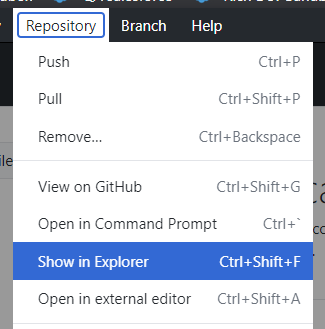 Repository Branch Help
Push Ctrl+P
Pull Ctrl+Shift+P
Remove... Ctrl+Backspace
View on GitHub Ctrl+Shift+G
Open in Command Prompt Ctrl+`
Show in Explorer Ctrl+Shift+F
Open in external editor Ctrl+Shift+A